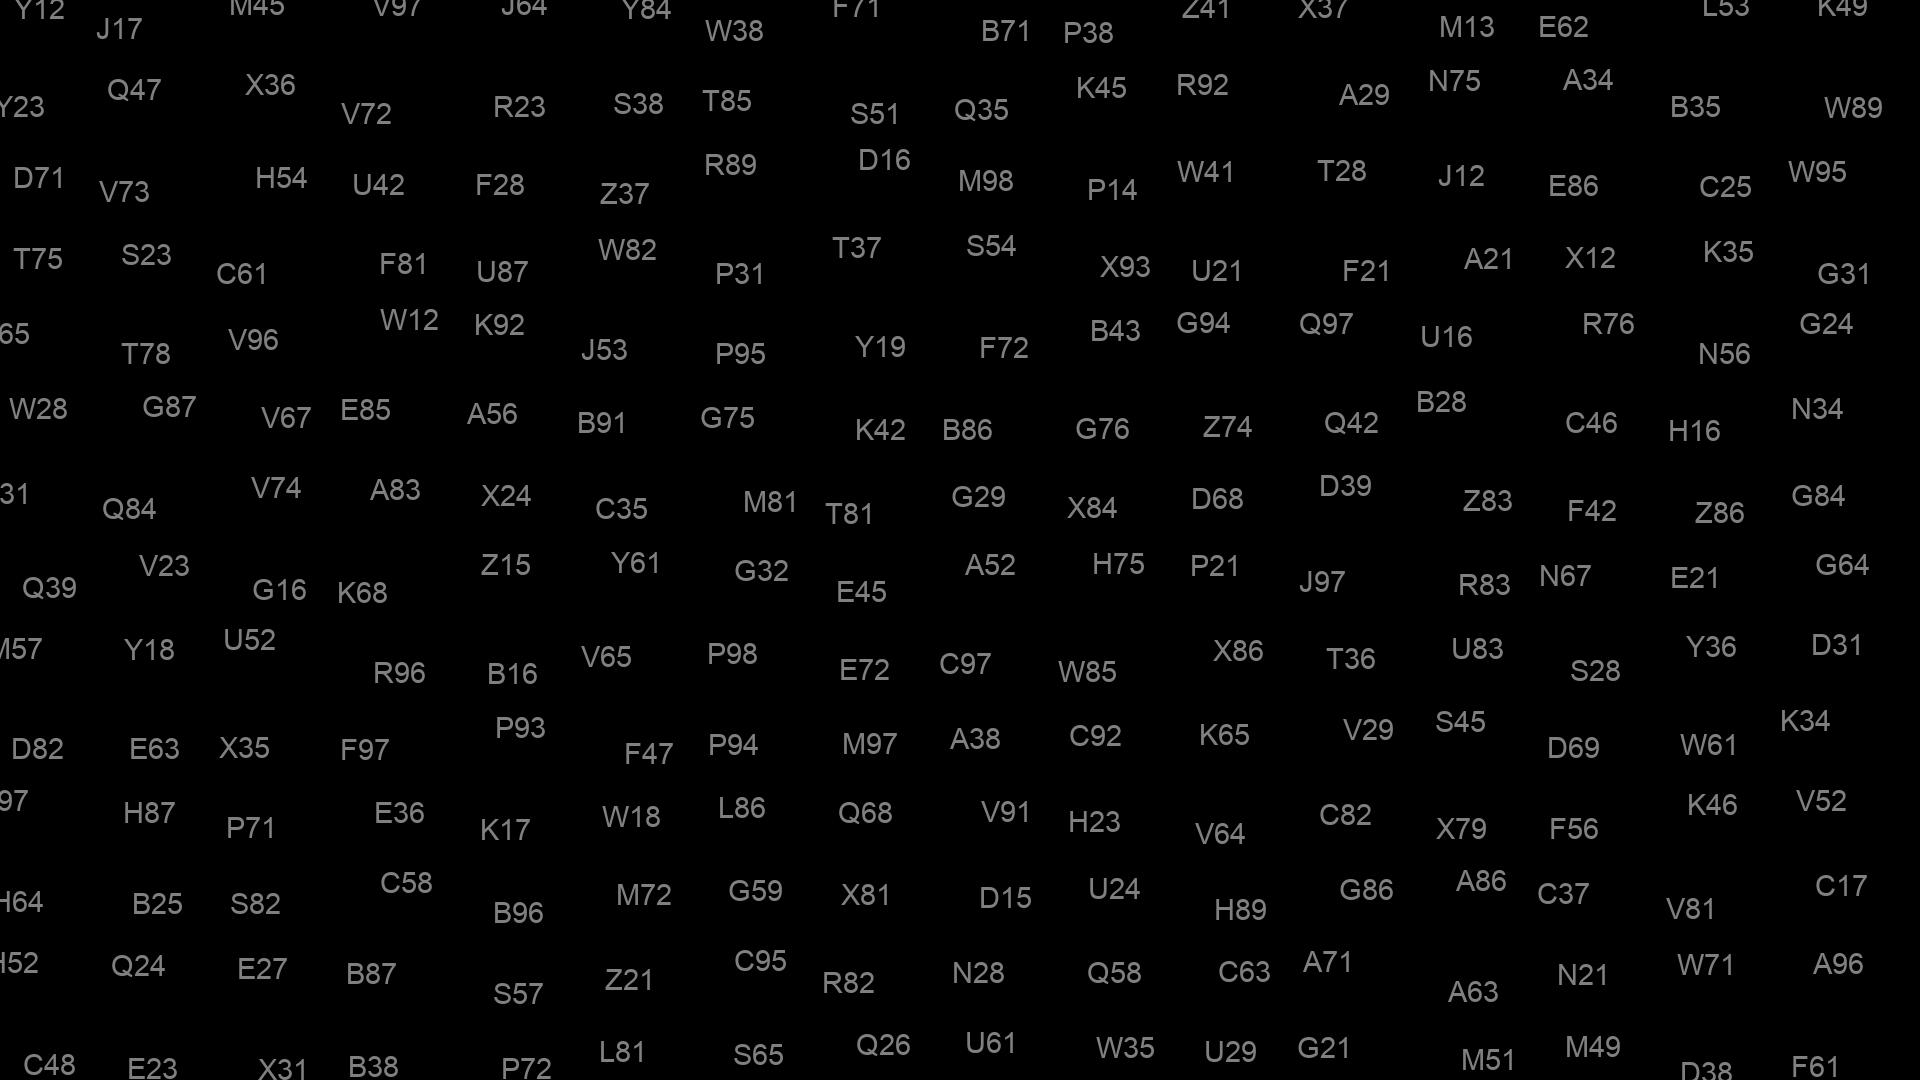 Y12 J17 M45 V97 J64 Y84 W38 F71 B71 P38 Z41 X37 M13 E62 L53 K49
Y23 Q47 X36 V72 R23 S38 T85 S51 Q35 K45 R92 A29 N75 A34 B35 W89
D71 V73 H54 U42 F28 Z37 R89 D16 M98 P14 W41 T28 J12 E86 C25 W95
T75 S23 C61 F81 U87 W82 P31 T37 S54 X93 U21 F21 A21 X12 K35 G31
65 T78 V96 W12 K92 J53 P95 Y19 F72 B43 G94 Q97 U16 R76 N56 G24
W28 G87 V67 E85 A56 B91 G75 K42 B86 G76 Z74 Q42 B28 C46 H16 N34
31 Q84 V74 A83 X24 C35 M81 T81 G29 X84 D68 D39 Z83 F42 Z86 G84
Q39 V23 G16 K68 Z15 Y61 G32 E45 A52 H75 P21 J97 R83 N67 E21 G64
M57 Y18 U52 R96 B16 V65 P98 E72 C97 W85 X86 T36 U83 S28 Y36 D31
D82 E63 X35 F97 P93 F47 P94 M97 A38 C92 K65 V29 S45 D69 W61 K34
97 H87 P71 E36 K17 W18 L86 Q68 V91 H23 V64 C82 X79 F56 K46 V52
H64 B25 S82 C58 B96 M72 G59 X81 D15 U24 H89 G86 A86 C37 V81 C17
H52 Q24 E27 B87 S57 Z21 C95 R82 N28 Q58 C63 A71 A63 N21 W71 A96
C48 E23 X31 B38 P72 L81 S65 Q26 U61 W35 U29 G21 M51 M49 D38 F61